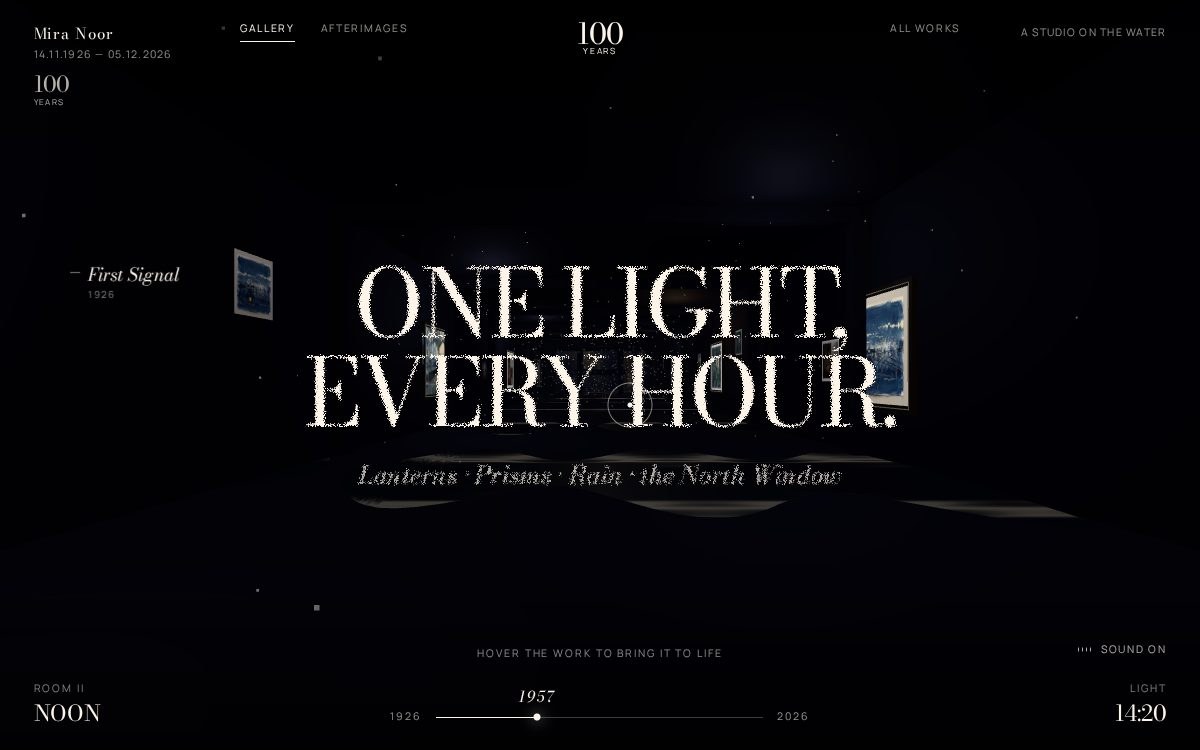 Mira Noor
14.11.1926 — 05.12.2026
100
YEARS
GALLERY
AFTERIMAGES
100
YEARS
ALL WORKS
A STUDIO ON THE WATER
— First Signal
1926
ONE LIGHT,
EVERY HOUR.
Lanterns · Prisms · Rain · the North Window
HOVER THE WORK TO BRING IT TO LIFE
SOUND ON
ROOM II
NOON
1957
1926
2026
LIGHT
14:20